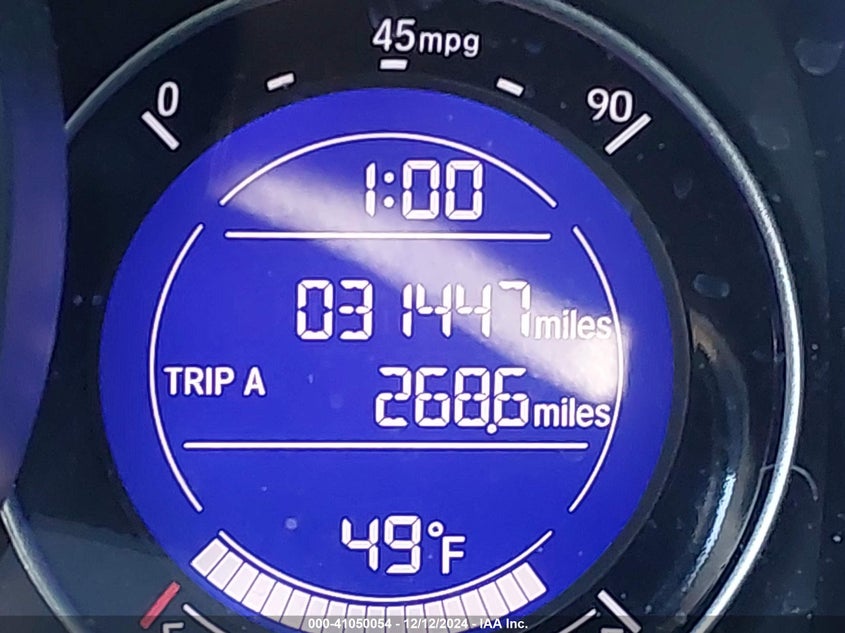 45mpg
0
90
1:00
031447miles
TRIP A 268.6miles
49°F
000-41050054 - 12/12/2024 - IAA Inc.